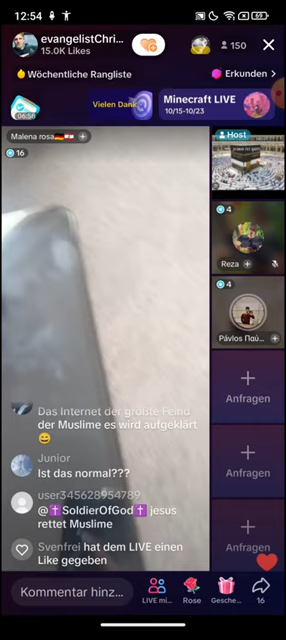 12:54
69
evangelistChri...
15.0K Likes
150
Wöchentliche Rangliste
Erkunden >
06:58
Vielen Dank
Minecraft LIVE
10/15-10/23
Malena rosa🇩🇪🇱🇧 +
16
Host
4
Reza +
4
Pávlos Παύ... +
+
Anfragen
+
Anfragen
+
Anfragen
Das Internet der größte Feind
der Muslime es wird aufgeklärt
😄
Junior
Ist das normal???
user345628954789
@✝️SoldierOfGod✝️ jesus
rettet Muslime
Svenfrei hat dem LIVE einen
Like gegeben
Kommentar hinz...
LIVE mi...
Rose
Gesche...
16